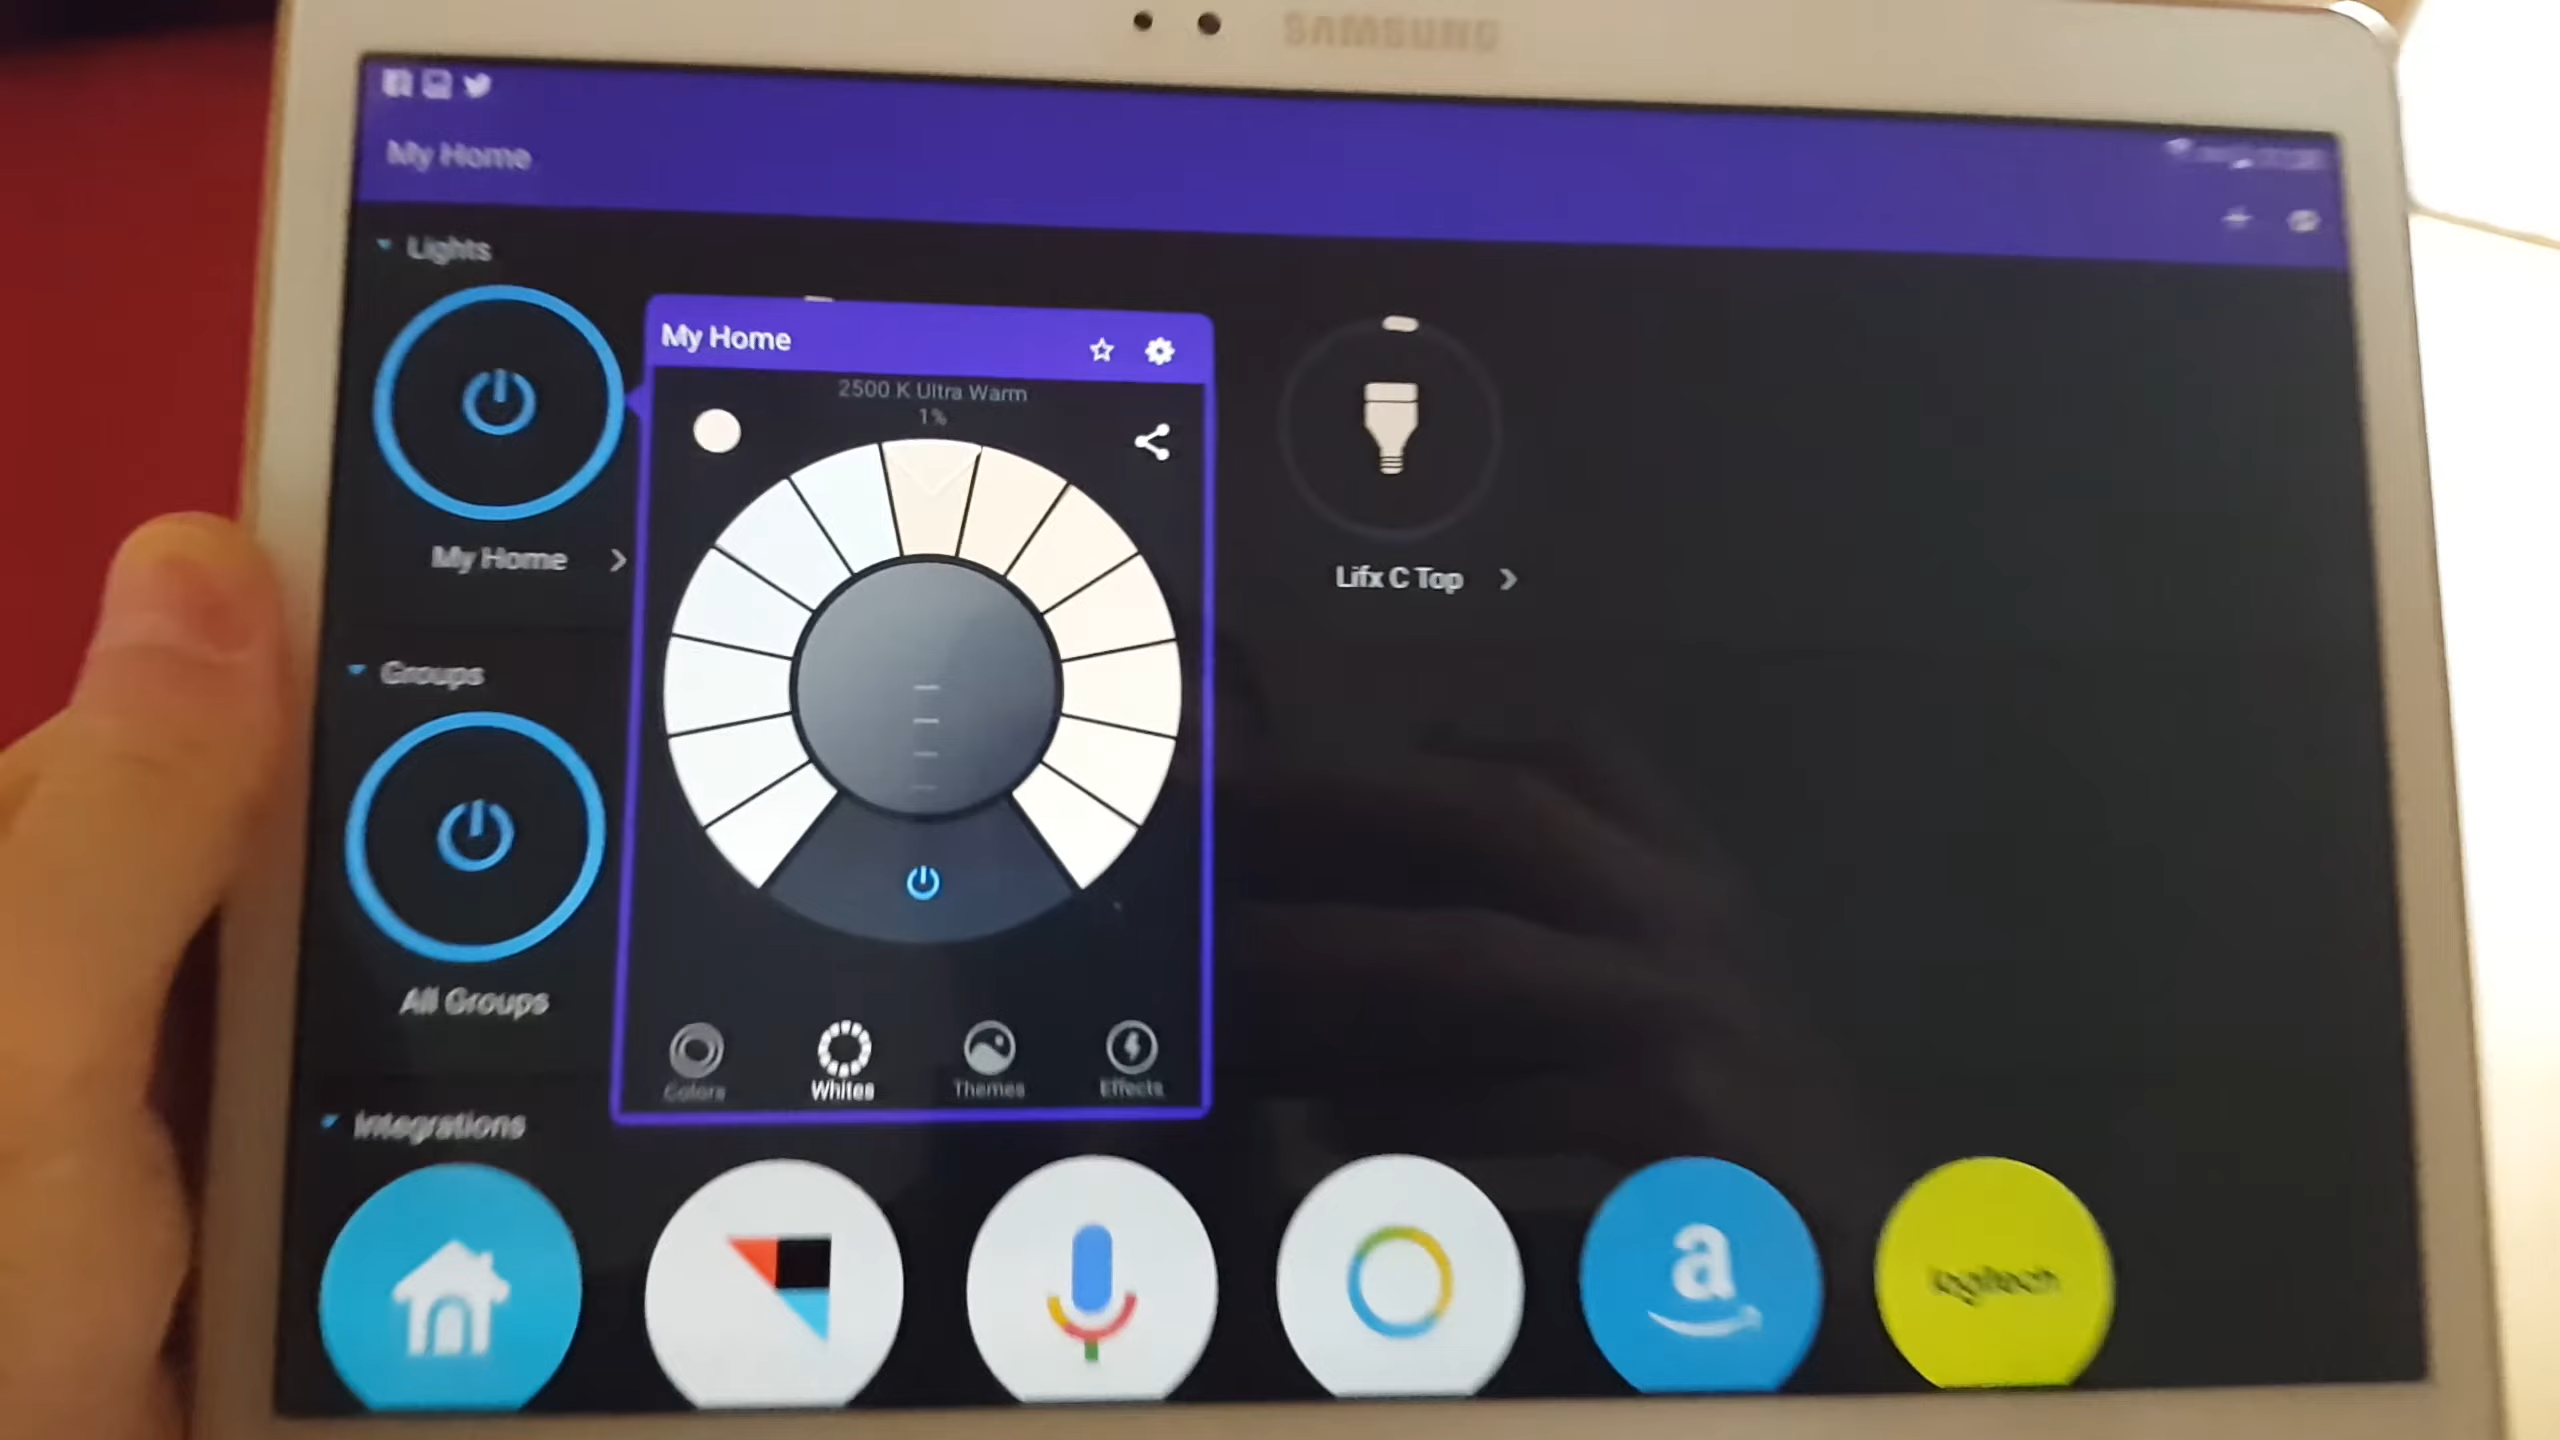 SAMSUNG
My Home
Lights
My Home
2500 K Ultra Warm
1%
My Home
Lifx C Top
Groups
All Groups
Colors
Whites
Themes
Effects
Integrations
a
logitech